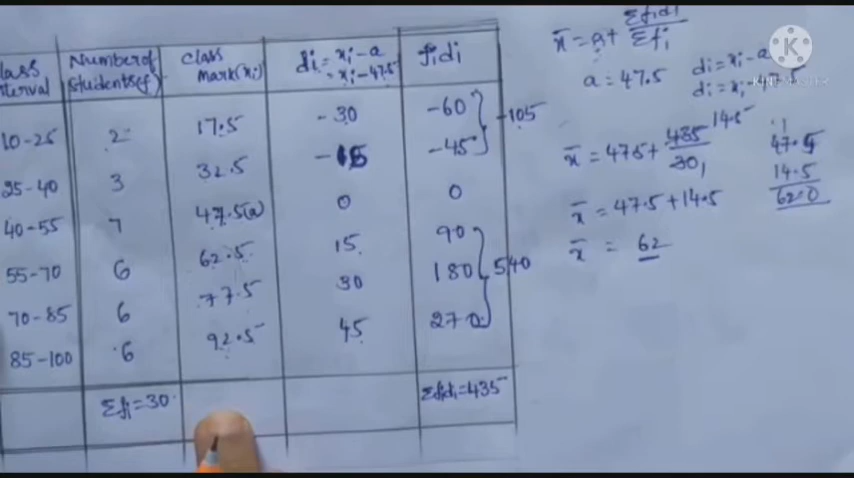 lass Number of class di = xi - a fidi
nterval students(f) mark(xi) = xi - 47.5
10-25 2 17.5 -30 -60
-105
25-40 3 32.5 -15 -45
40-55 7 47.5(a) 0 0
55-70 6 62.5 15 90
70-85 6 77.5 30 180 540
85-100 6 92.5 45 270
Σfi=30 Σfidi=435
x̄ = a + Σfidi/Σfi
a = 47.5 di = xi - a
di = xi - 47.5
x̄ = 47.5 + 435/30 14.5
x̄ = 47.5 + 14.5
x̄ = 62
1
47.5
14.5
62.0
K